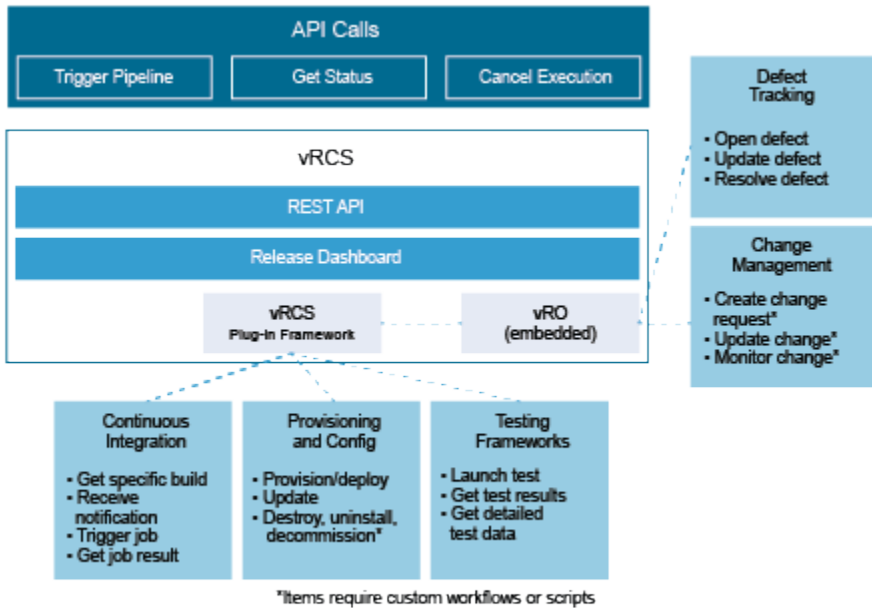 API Calls
Trigger Pipeline
Get Status
Cancel Execution
vRCS
REST API
Release Dashboard
vRCS
Plug-in Framework
vRO
(embedded)
Defect
Tracking
▪ Open defect
▪ Update defect
▪ Resolve defect
Change
Management
▪ Create change
request*
▪ Update change*
▪ Monitor change*
Continuous
Integration
▪ Get specific build
▪ Receive
notification
▪ Trigger job
▪ Get job result
Provisioning
and Config
▪ Provision/deploy
▪ Update
▪ Destroy, uninstall,
decommission*
Testing
Frameworks
▪ Launch test
▪ Get test results
▪ Get detailed
test data
*Items require custom workflows or scripts